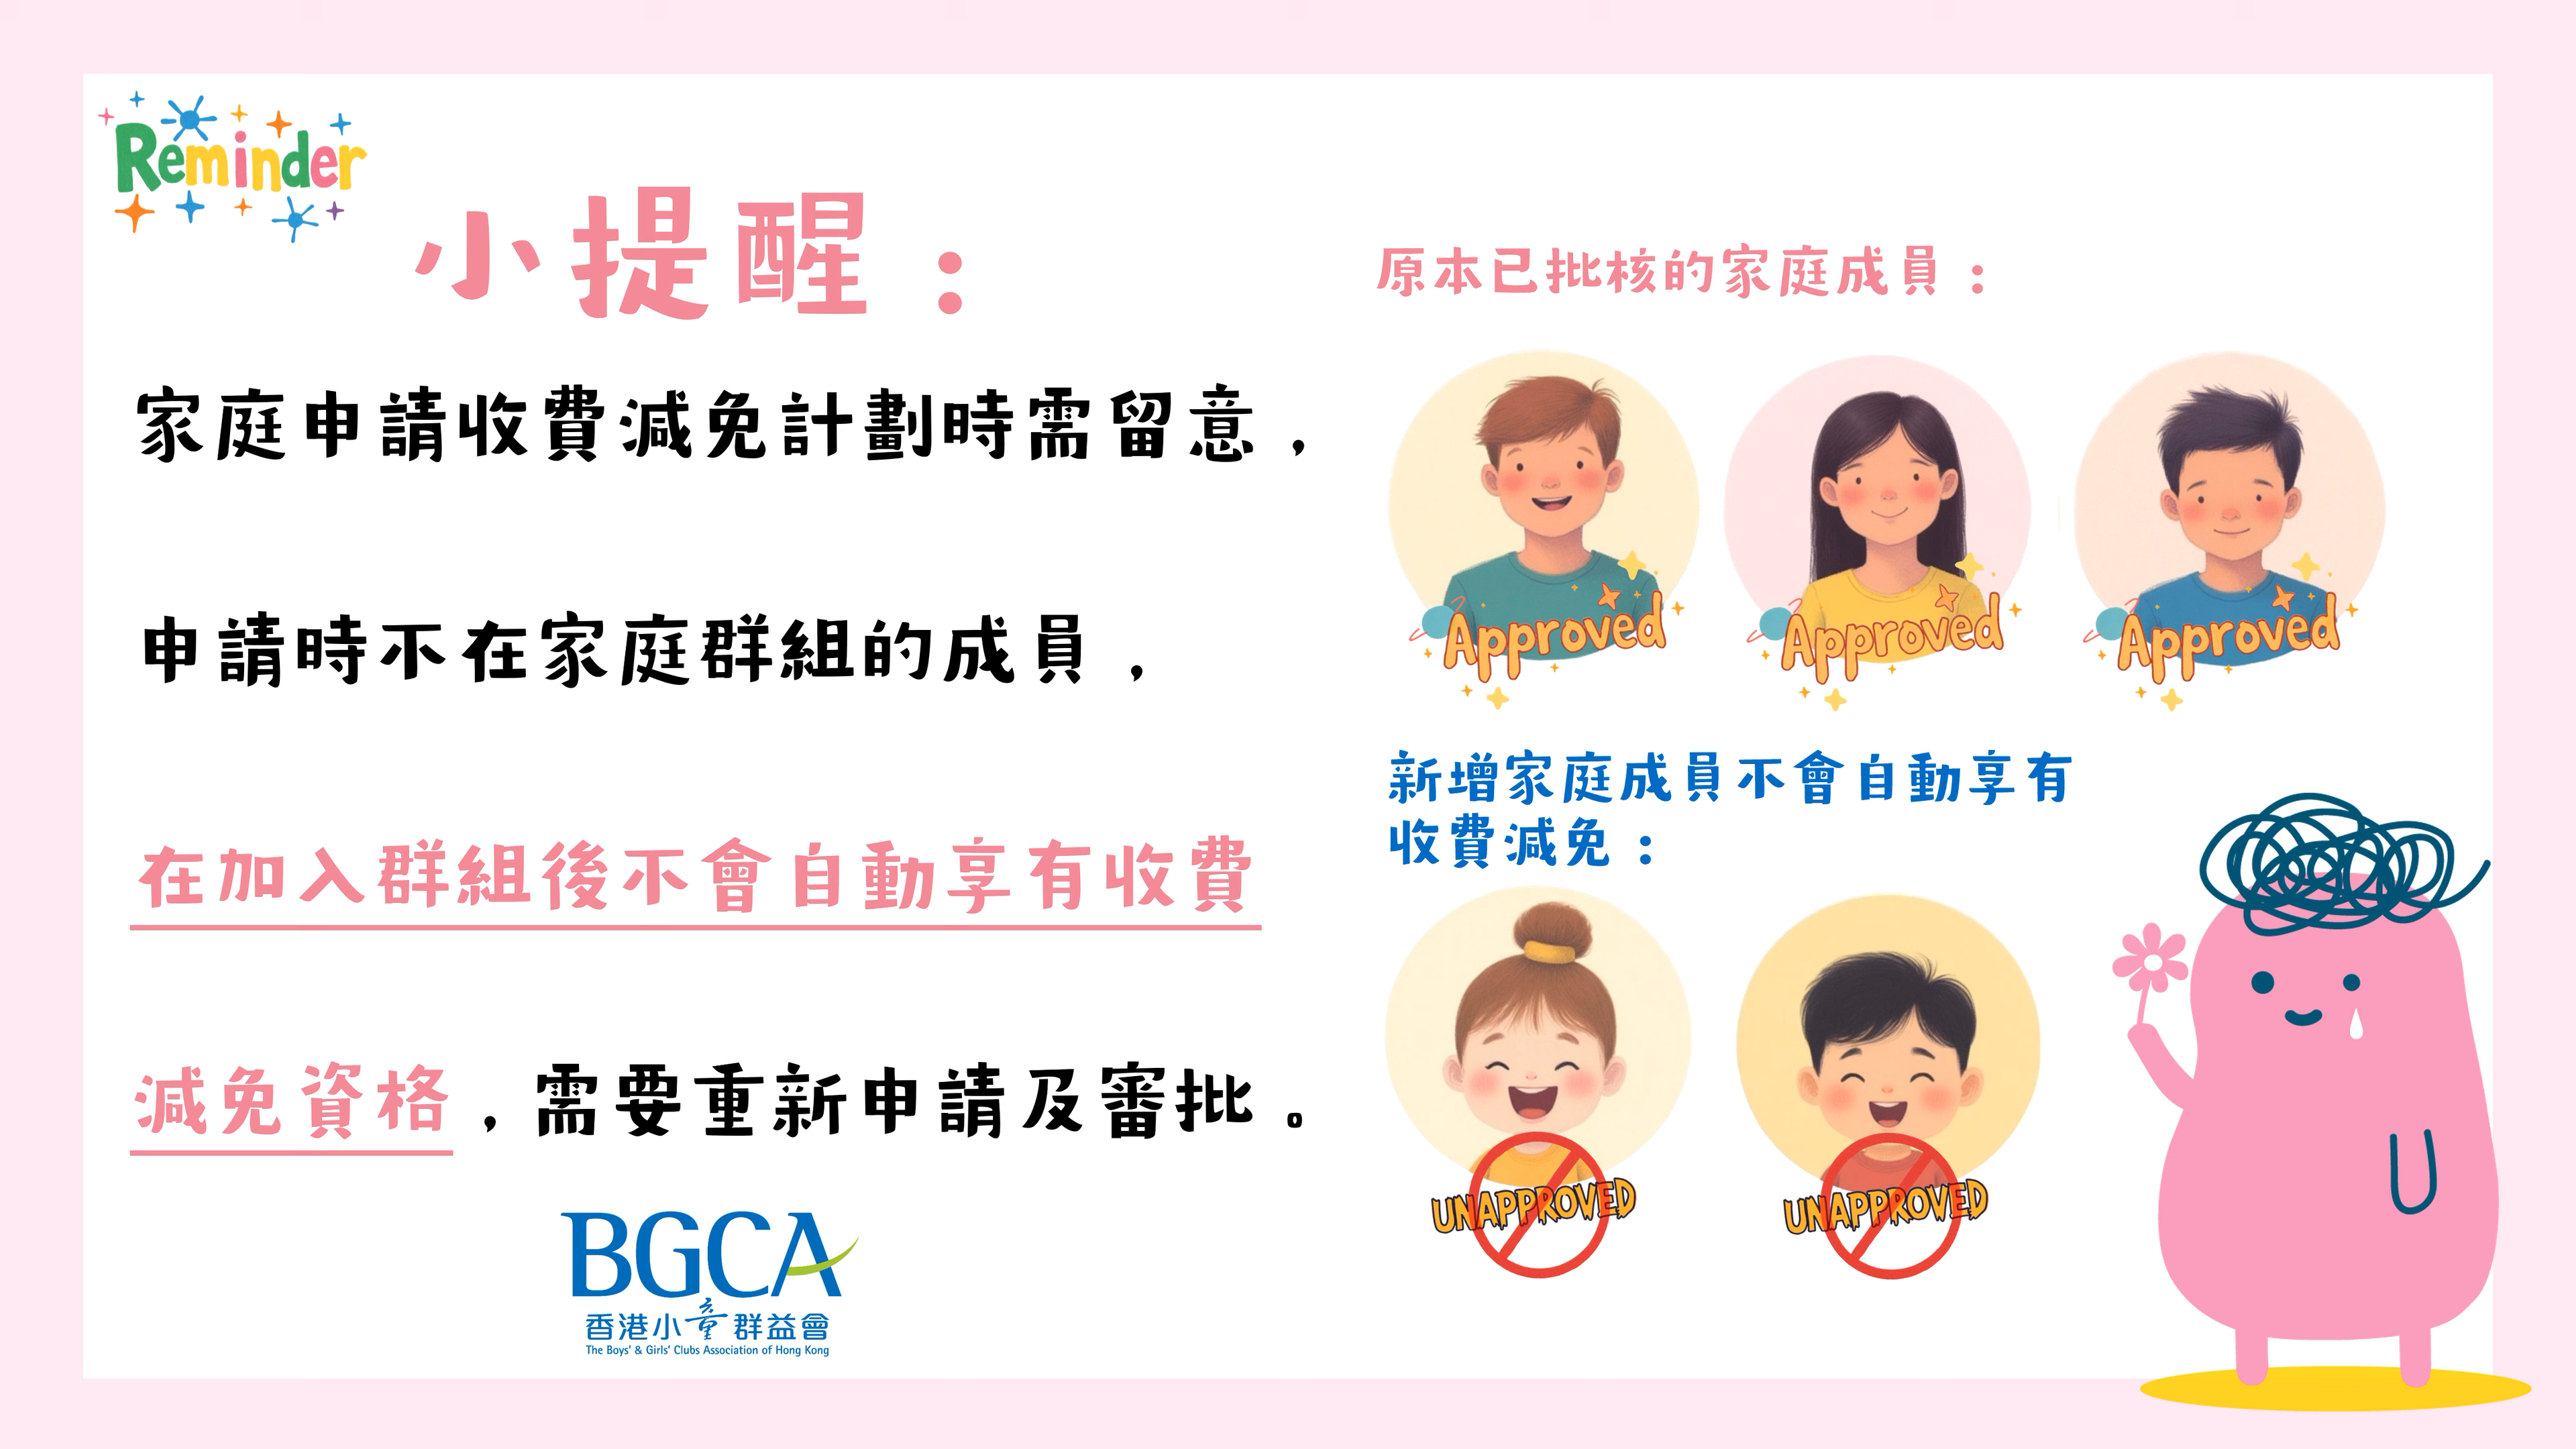 Reminder
小提醒：
家庭申請收費減免計劃時需留意，
申請時不在家庭群組的成員，
在加入群組後不會自動享有收費
減免資格，需要重新申請及審批。
BGCA
香港小童群益會
The Boys' & Girls' Clubs Association of Hong Kong
原本已批核的家庭成員：
Approved
Approved
Approved
新增家庭成員不會自動享有
收費減免：
UNAPPROVED
UNAPPROVED